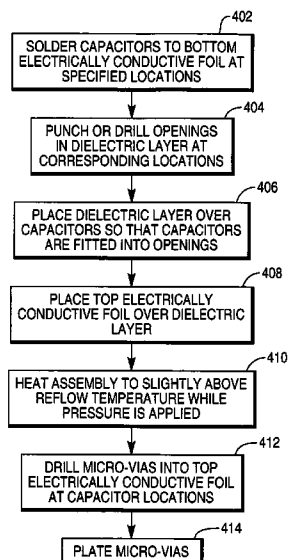 402
SOLDER CAPACITORS TO BOTTOM
ELECTRICALLY CONDUCTIVE FOIL AT
SPECIFIED LOCATIONS
404
PUNCH OR DRILL OPENINGS
IN DIELECTRIC LAYER AT
CORRESPONDING LOCATIONS
406
PLACE DIELECTRIC LAYER OVER
CAPACITORS SO THAT CAPACITORS
ARE FITTED INTO OPENINGS
408
PLACE TOP ELECTRICALLY
CONDUCTIVE FOIL OVER DIELECTRIC
LAYER
410
HEAT ASSEMBLY TO SLIGHTLY ABOVE
REFLOW TEMPERATURE WHILE
PRESSURE IS APPLIED
412
DRILL MICRO-VIAS INTO TOP
ELECTRICALLY CONDUCTIVE FOIL
AT CAPACITOR LOCATIONS
414
PLATE MICRO-VIAS